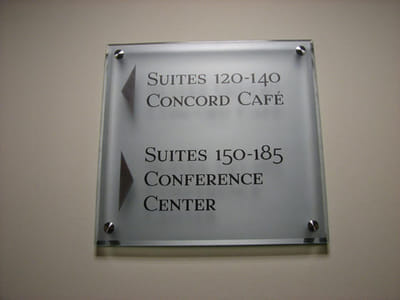 Suites 120-140
Concord Café
Suites 150-185
Conference
Center